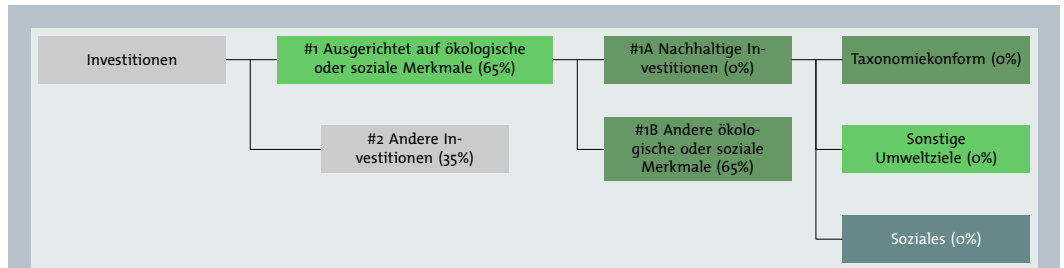 Investitionen
#1 Ausgerichtet auf ökologische
oder soziale Merkmale (65%)
#1A Nachhaltige In-
vestitionen (0%)
Taxonomiekonform (0%)
#2 Andere In-
vestitionen (35%)
#1B Andere ökolo-
gische oder soziale
Merkmale (65%)
Sonstige
Umweltziele (0%)
Soziales (0%)